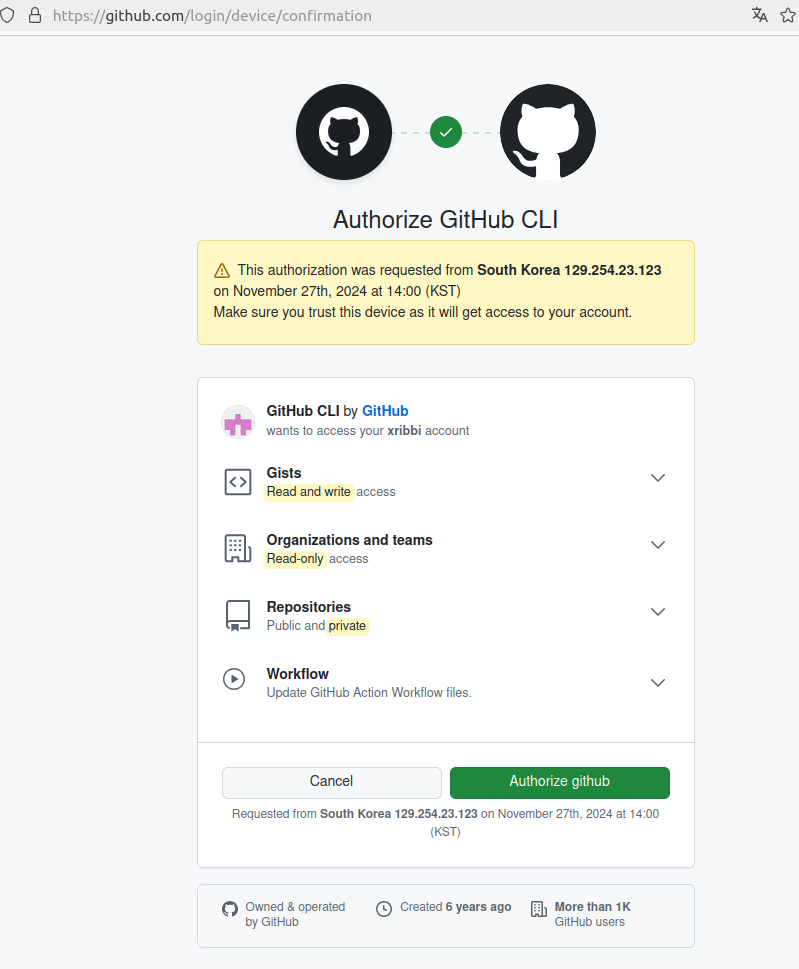 https://github.com/login/device/confirmation
Authorize GitHub CLI
This authorization was requested from South Korea 129.254.23.123
on November 27th, 2024 at 14:00 (KST)
Make sure you trust this device as it will get access to your account.
GitHub CLI by GitHub
wants to access your xribbi account
Gists
Read and write access
Organizations and teams
Read-only access
Repositories
Public and private
Workflow
Update GitHub Action Workflow files.
Cancel
Authorize github
Requested from South Korea 129.254.23.123 on November 27th, 2024 at 14:00
(KST)
Owned & operated
by GitHub
Created 6 years ago
More than 1K
GitHub users